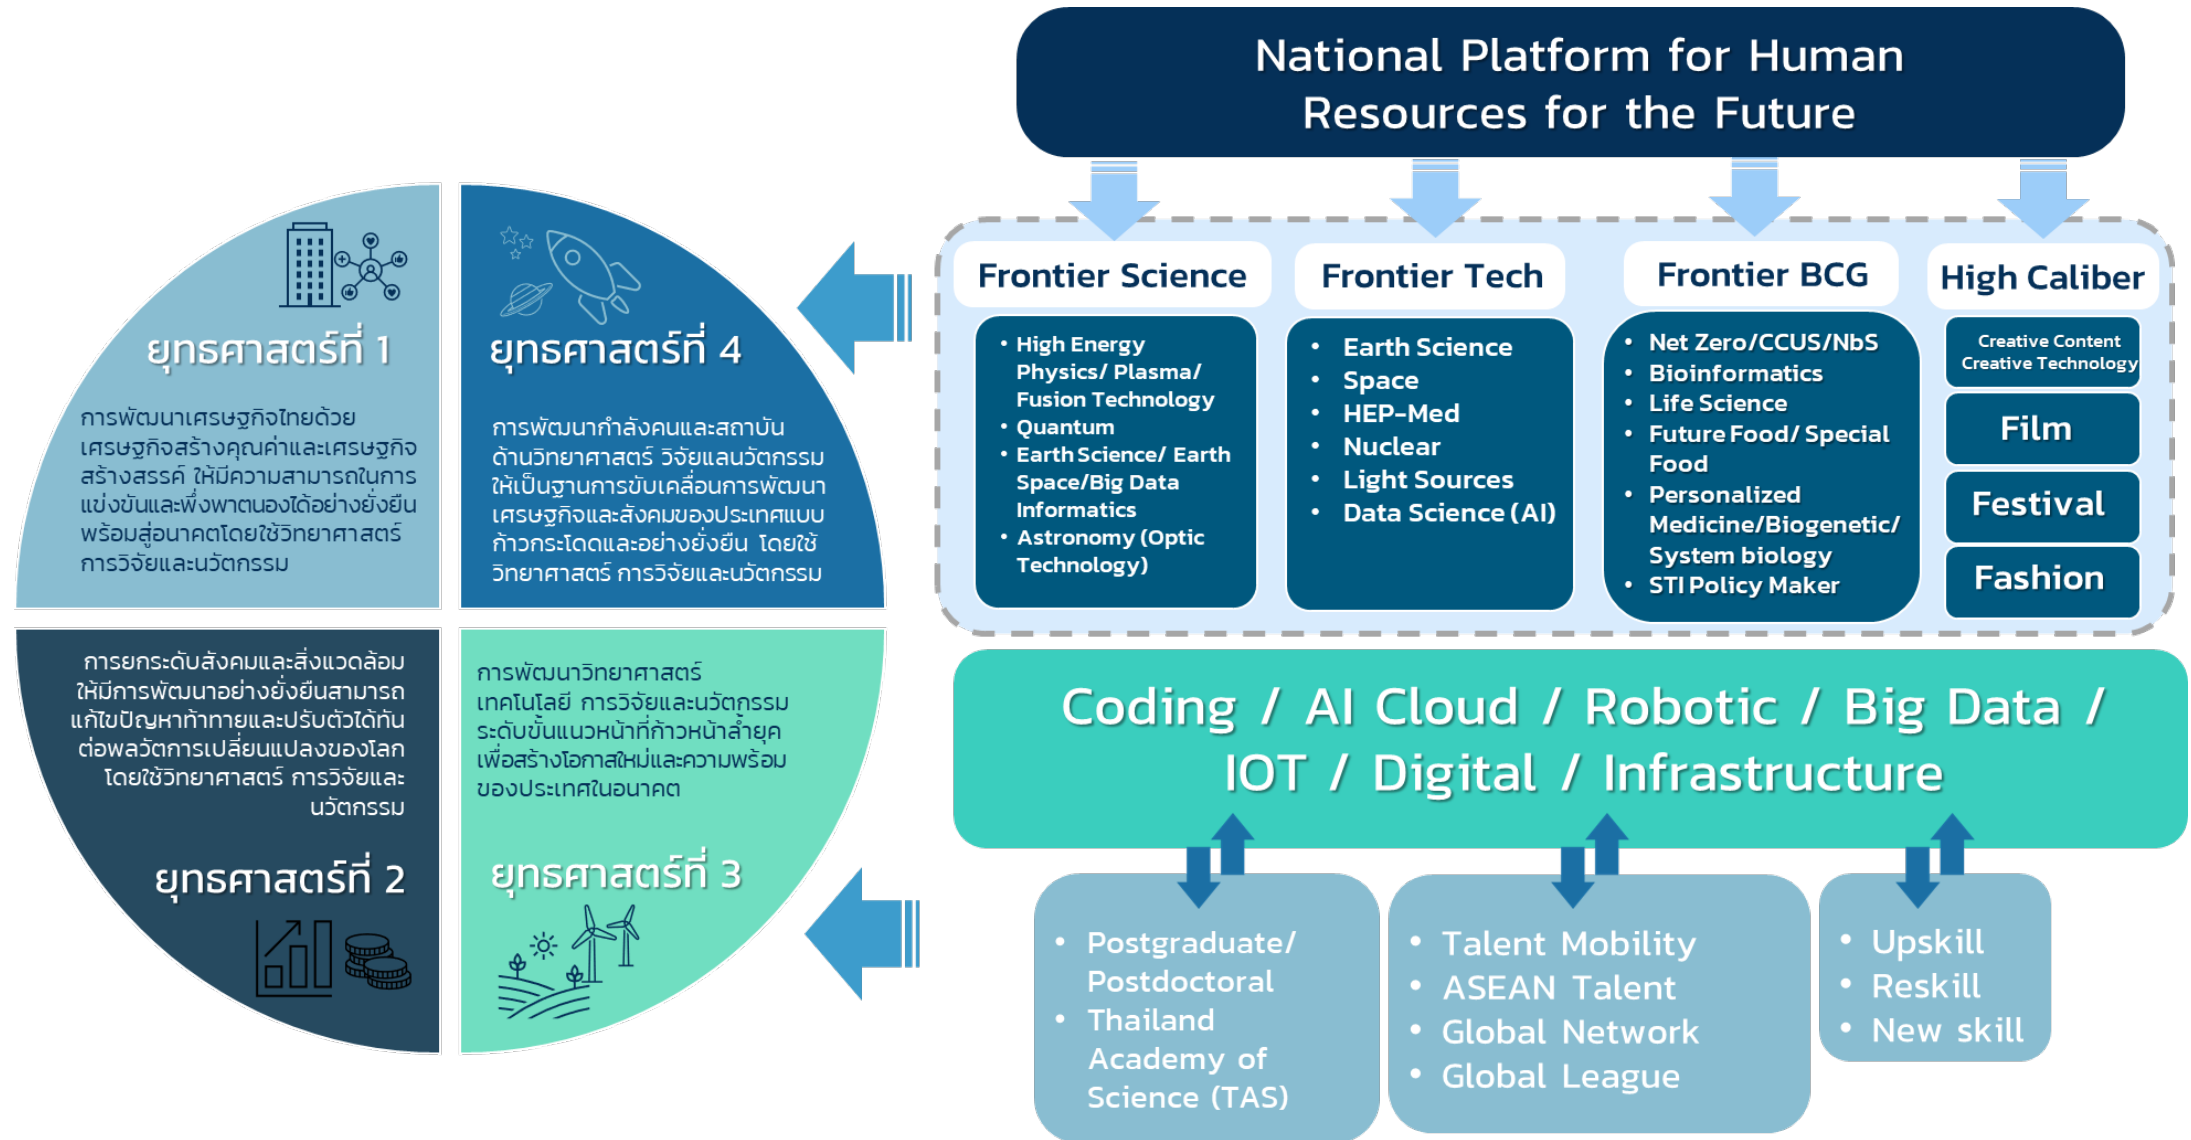 National Platform for Human
Resources for the Future
ยุทธศาสตร์ที่ 1
การพัฒนาเศรษฐกิจไทยด้วย
เศรษฐกิจสร้างคุณค่าและเศรษฐกิจ
สร้างสรรค์ ให้มีความสามารถในการ
แข่งขันและพึ่งพาตนองได้อย่างยั่งยืน
พร้อมสู่อนาคตโดยใช้วิทยาศาสตร์
การวิจัยและนวัตกรรม
ยุทธศาสตร์ที่ 4
การพัฒนากำลังคนและสถาบัน
ด้านวิทยาศาสตร์ วิจัยแลนวัตกรรม
ให้เป็นฐานการขับเคลื่อนการพัฒนา
เศรษฐกิจและสังคมของประเทศแบบ
ก้าวกระโดดและอย่างยั่งยืน โดยใช้
วิทยาศาสตร์ การวิจัยและนวัตกรรม
การยกระดับสังคมและสิ่งแวดล้อม
ให้มีการพัฒนาอย่างยั่งยืนสามารถ
แก้ไขปัญหาท้าทายและปรับตัวได้ทัน
ต่อพลวัตการเปลี่ยนแปลงของโลก
โดยใช้วิทยาศาสตร์ การวิจัยและ
นวัตกรรม
ยุทธศาสตร์ที่ 2
การพัฒนาวิทยาศาสตร์
เทคโนโลยี การวิจัยและนวัตกรรม
ระดับขั้นแนวหน้าที่ก้าวหน้าล้ำยุค
เพื่อสร้างโอกาสใหม่และความพร้อม
ของประเทศในอนาคต
ยุทธศาสตร์ที่ 3
Frontier Science
• High Energy
Physics/ Plasma/
Fusion Technology
• Quantum
• Earth Science/ Earth
Space/Big Data
Informatics
• Astronomy (Optic
Technology)
Frontier Tech
• Earth Science
• Space
• HEP-Med
• Nuclear
• Light Sources
• Data Science (AI)
Frontier BCG
• Net Zero/CCUS/NbS
• Bioinformatics
• Life Science
• Future Food/ Special
Food
• Personalized
Medicine/Biogenetic/
System biology
• STI Policy Maker
High Caliber
Creative Content
Creative Technology
Film
Festival
Fashion
Coding / AI Cloud / Robotic / Big Data /
IOT / Digital / Infrastructure
• Postgraduate/
Postdoctoral
• Thailand
Academy of
Science (TAS)
• Talent Mobility
• ASEAN Talent
• Global Network
• Global League
• Upskill
• Reskill
• New skill